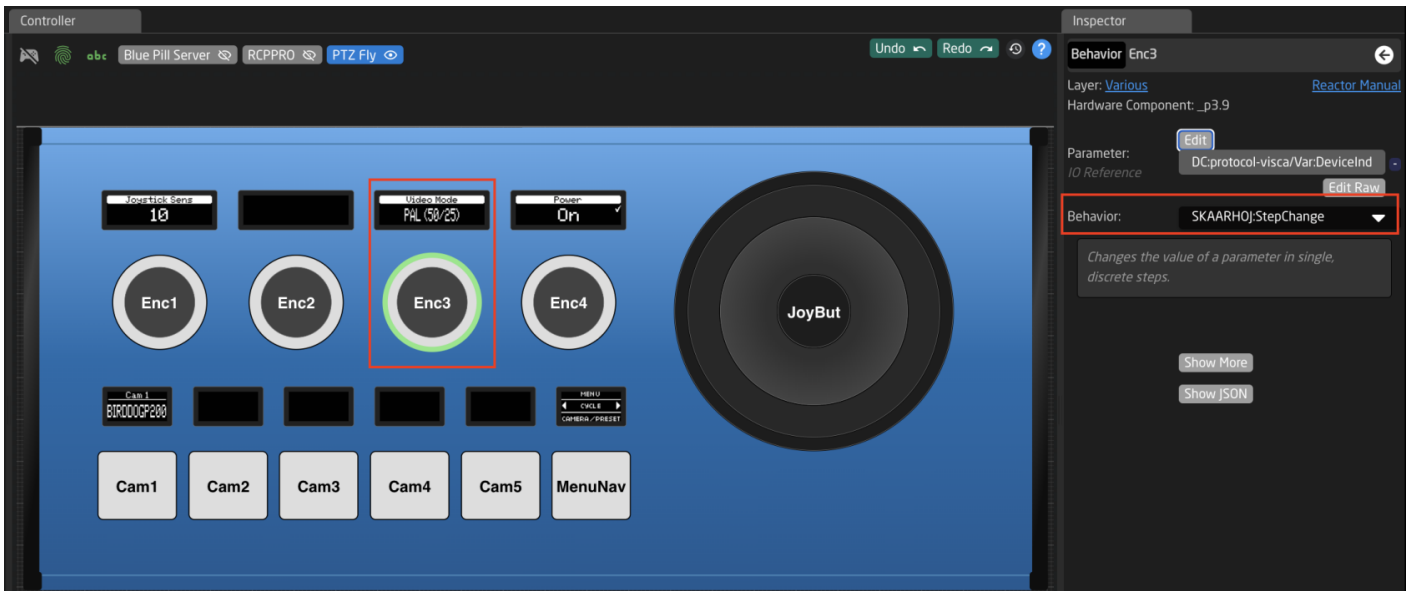 Controller
Inspector
abc Blue Pill Server RCPPRO PTZ Fly
Undo Redo ?
Behavior Enc3
Layer: Various Reactor Manual
Hardware Component: _p3.9
Edit
Parameter:
DC:protocol-visca/Var:DeviceInd -
IO Reference
Edit Raw
Behavior: SKAARHOJ:StepChange
Changes the value of a parameter in single,
discrete steps.
Show More
Show JSON
Joystick Sens
10
Video Mode
PAL (50/25)
Power
On
Enc1 Enc2 Enc3 Enc4
JoyBut
Cam 1
BIRDDOGP200
MENU
CYCLE
CAMERA/PRESET
Cam1 Cam2 Cam3 Cam4 Cam5 MenuNav